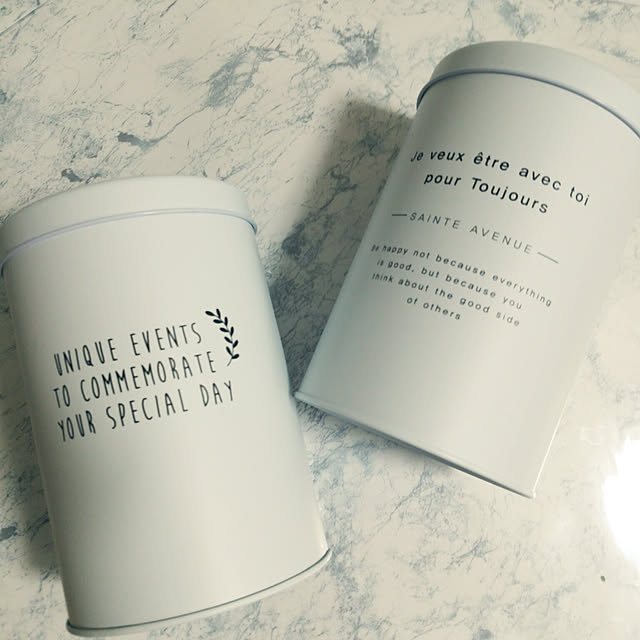 UNIQUE EVENTS
TO COMMEMORATE
YOUR SPECIAL DAY
Je veux être avec toi
pour Toujours
SAINTE AVENUE
Be happy not because everything
is good, but because you
think about the good side
of others